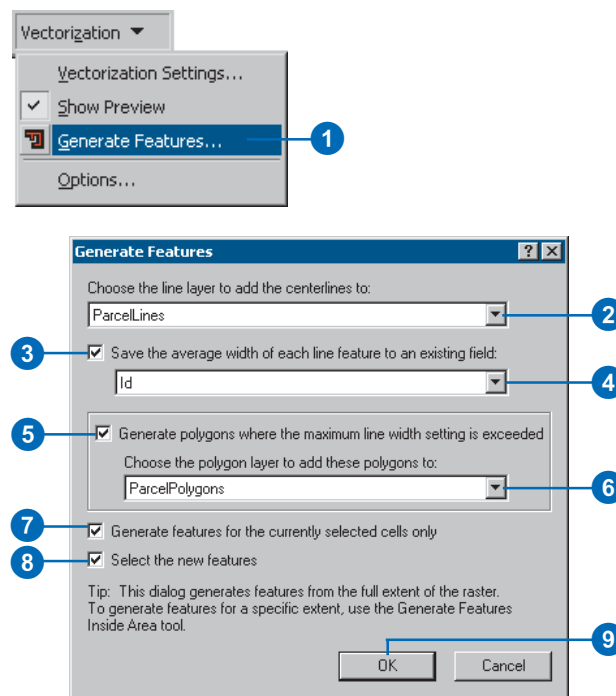 Vectorization
Vectorization Settings...
Show Preview
Generate Features...
1
Options...
Generate Features
Choose the line layer to add the centerlines to:
ParcelLines
2
3
Save the average width of each line feature to an existing field:
Id
4
5
Generate polygons where the maximum line width setting is exceeded
Choose the polygon layer to add these polygons to:
ParcelPolygons
6
7
Generate features for the currently selected cells only
8
Select the new features
Tip: This dialog generates features from the full extent of the raster.
To generate features for a specific extent, use the Generate Features
Inside Area tool.
9
OK
Cancel